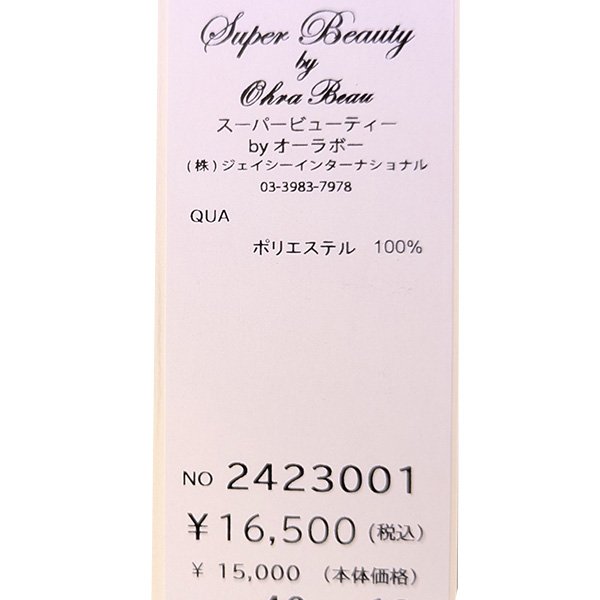 Super Beauty
by
Ohra Beau
スーパービューティー
by オーラボー
(株)ジェイシーインターナショナル
03-3983-7978
QUA
ポリエステル 100%
NO 2423001
¥16,500 (税込)
¥ 15,000 (本体価格)